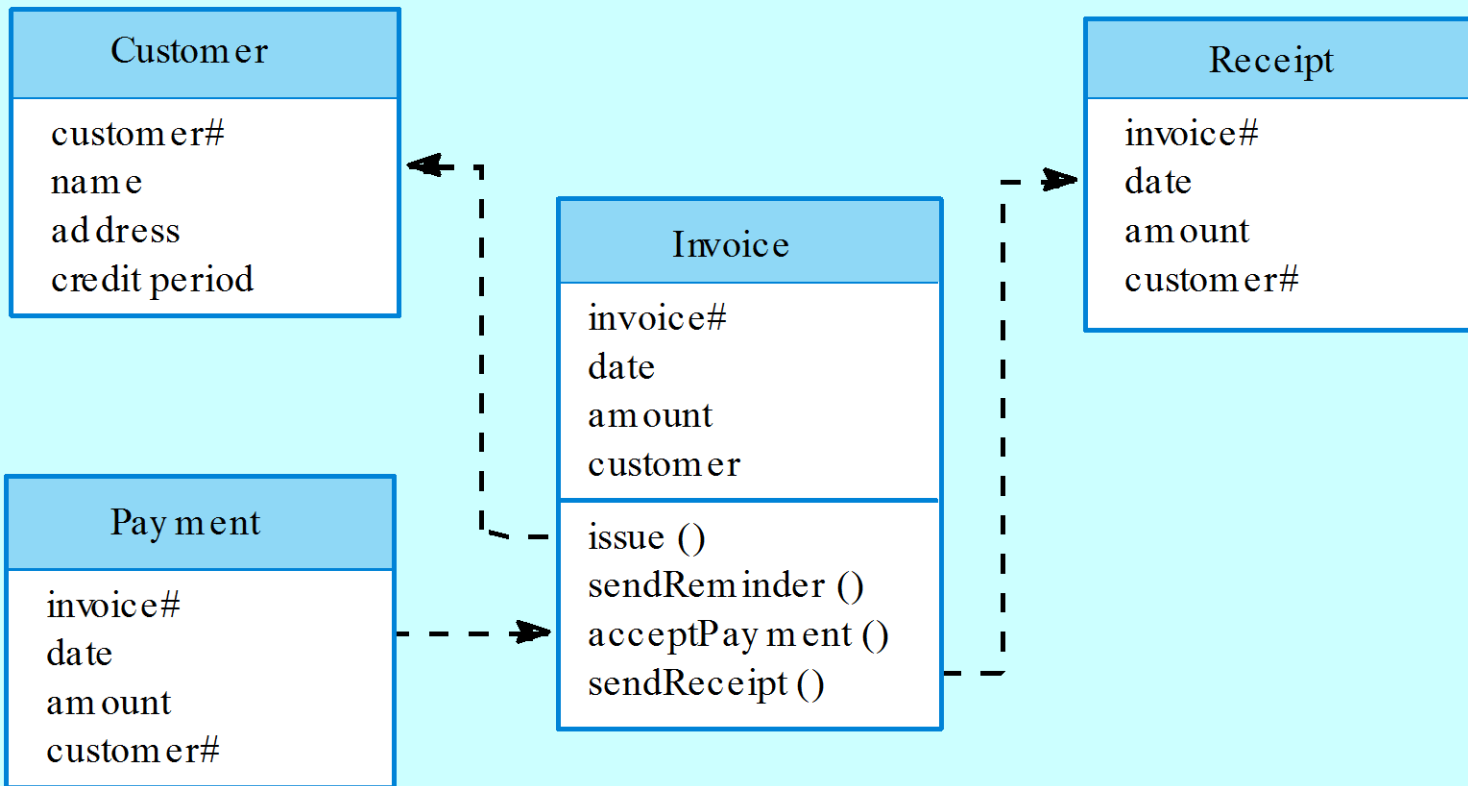 Customer
customer#
name
address
credit period
Receipt
invoice#
date
amount
customer#
Invoice
invoice#
date
amount
customer
issue ()
sendReminder ()
acceptPayment ()
sendReceipt ()
Payment
invoice#
date
amount
customer#